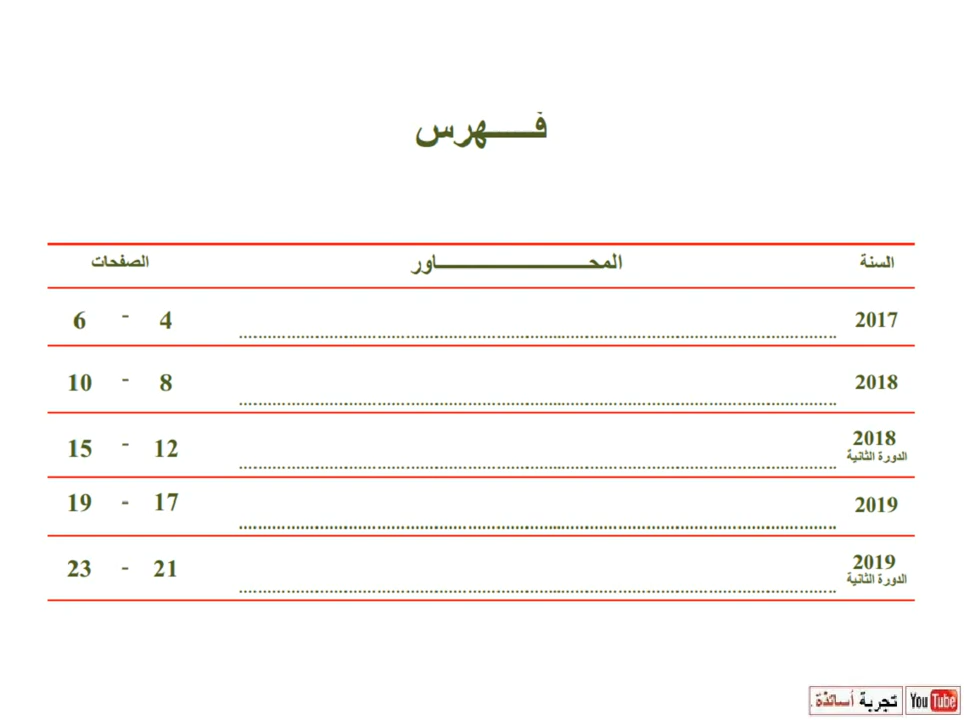 فـــــهرس
السنة المحـــــــــــــــــــــــــــــاور الصفحات
2017 ........................................................................................................................ 4 - 6
2018 ........................................................................................................................ 8 - 10
2018 ........................................................................................................................ 12 - 15
الدورة الثانية
2019 ........................................................................................................................ 17 - 19
2019 ........................................................................................................................ 21 - 23
الدورة الثانية
تجربة أساتذة . YouTube